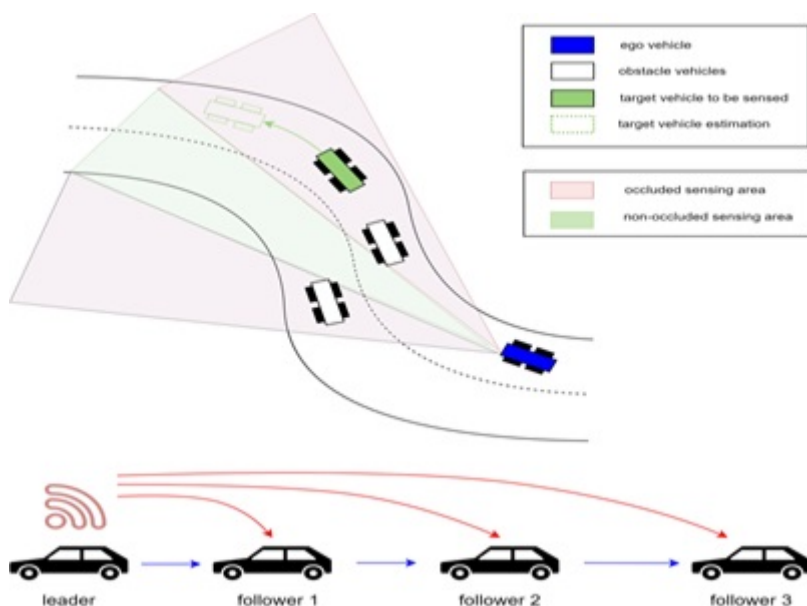 ego vehicle
obstacle vehicles
target vehicle to be sensed
target vehicle estimation
occluded sensing area
non-occluded sensing area
leader
follower 1
follower 2
follower 3